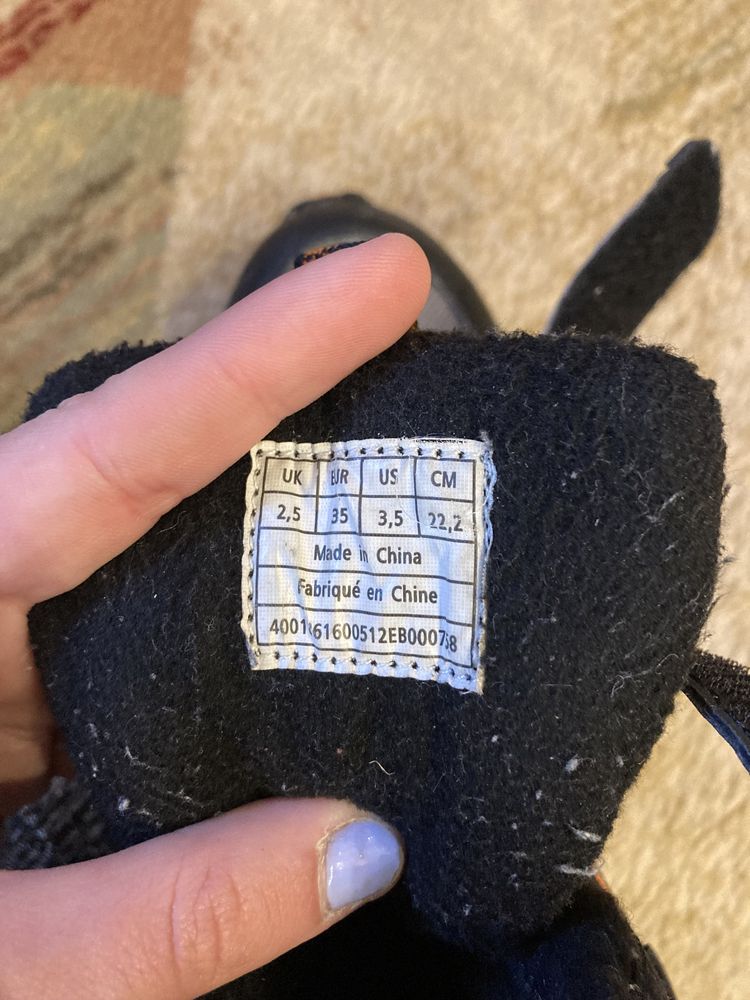 UK EUR US CM
2,5 35 3,5 22,2
Made in China
Fabriqué en Chine